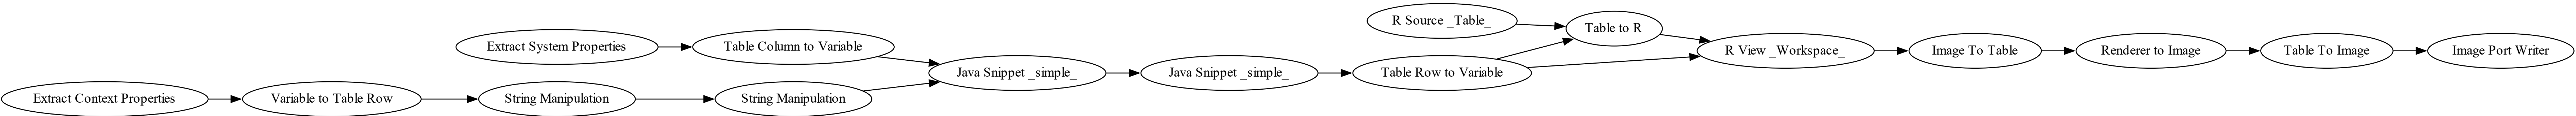 R Source _Table_
Table to R
Extract System Properties
Table Column to Variable
R View _Workspace_
Image To Table
Renderer to Image
Table To Image
Image Port Writer
Java Snippet _simple_
Java Snippet _simple_
Table Row to Variable
Extract Context Properties
Variable to Table Row
String Manipulation
String Manipulation